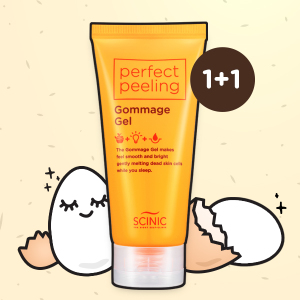 perfect
peeling
1+1
Gommage
Gel
The Gommage Gel makes
feel smooth and bright
gently melting dead skin cells
while you sleep.
SCINIC